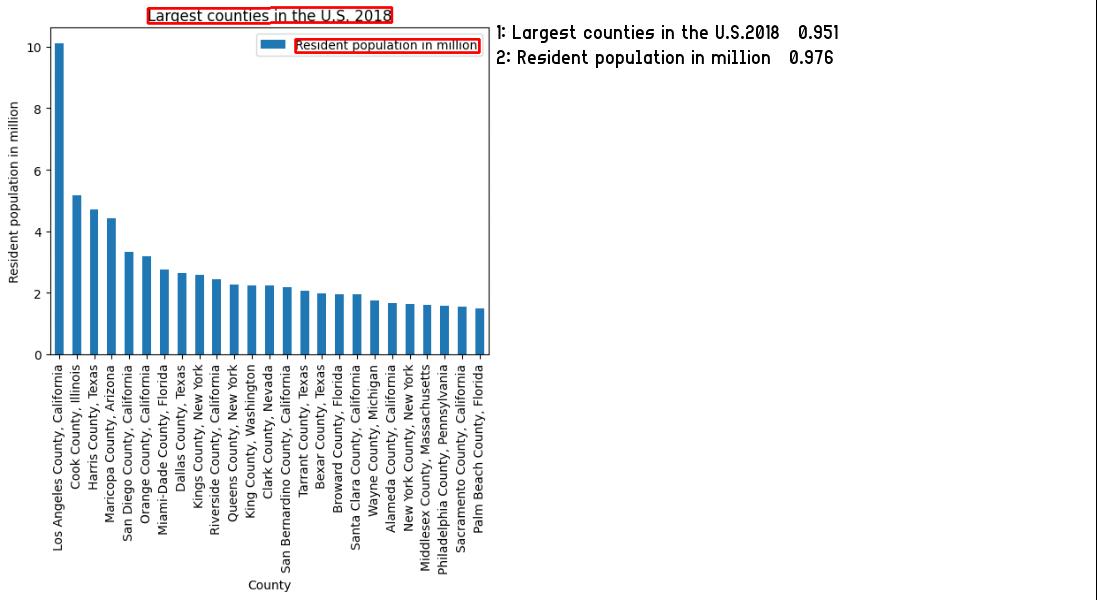 Largest counties in the U.S. 2018
Resident population in million
1: Largest counties in the U.S.2018 0.951
2: Resident population in million 0.976
Resident population in million
10
8
6
4
2
0
Los Angeles County, California
Cook County, Illinois
Harris County, Texas
Maricopa County, Arizona
San Diego County, California
Orange County, California
Miami-Dade County, Florida
Dallas County, Texas
Kings County, New York
Riverside County, California
Queens County, New York
King County, Washington
Clark County, Nevada
San Bernardino County, California
Tarrant County, Texas
Bexar County, Texas
Broward County, Florida
Santa Clara County, California
Wayne County, Michigan
Alameda County, California
New York County, New York
Middlesex County, Massachusetts
Philadelphia County, Pennsylvania
Sacramento County, California
Palm Beach County, Florida
County